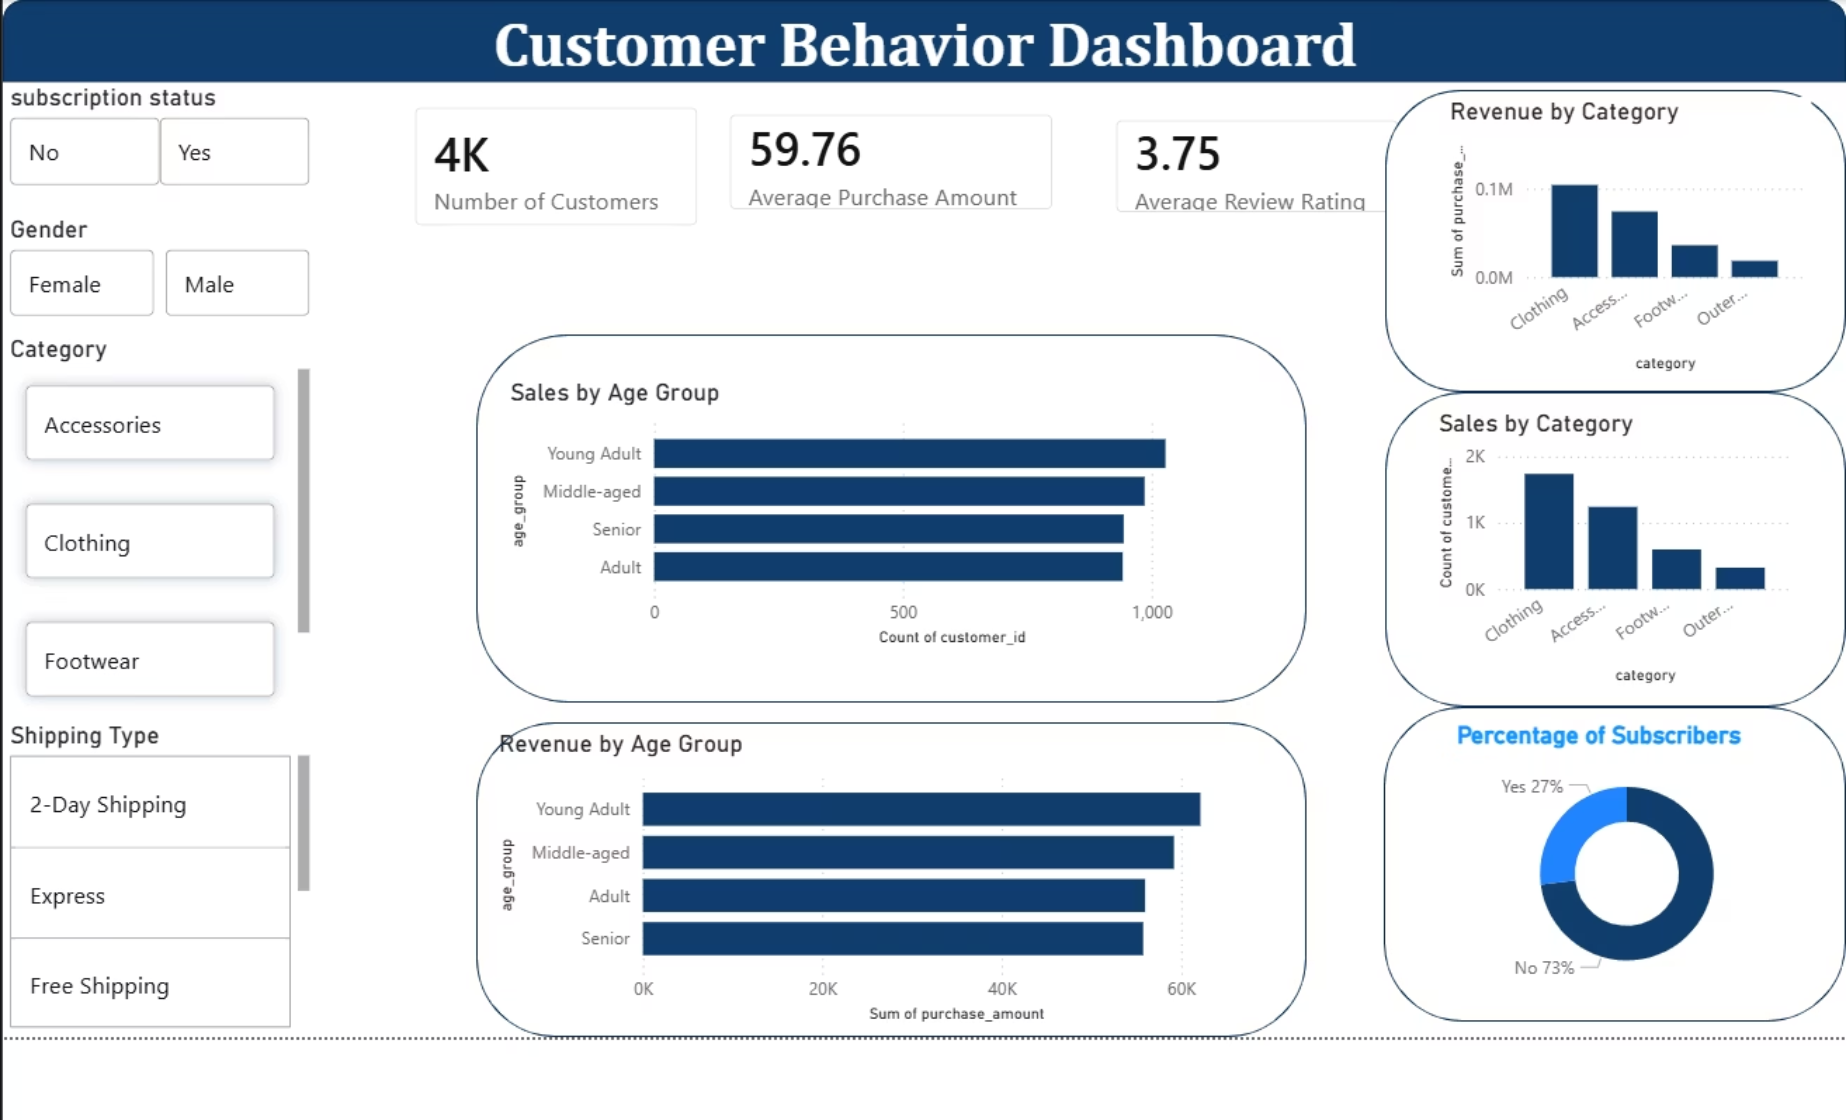 Customer Behavior Dashboard
subscription status
No
Yes
Gender
Female
Male
Category
Accessories
Clothing
Footwear
Shipping Type
2-Day Shipping
Express
Free Shipping
4K
Number of Customers
59.76
Average Purchase Amount
3.75
Average Review Rating
Sales by Age Group
age_group
Young Adult
Middle-aged
Senior
Adult
0
500
1,000
Count of customer_id
Revenue by Age Group
age_group
Young Adult
Middle-aged
Adult
Senior
0K
20K
40K
60K
Sum of purchase_amount
Revenue by Category
Sum of purchase_...
0.1M
0.0M
Clothing
Access...
Footw...
Outer...
category
Sales by Category
Count of custome...
2K
1K
0K
Clothing
Access...
Footw...
Outer...
category
Percentage of Subscribers
Yes 27%
No 73%